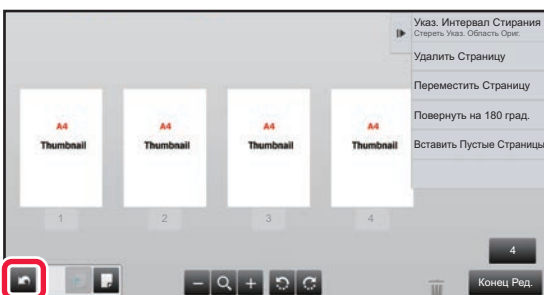 Указ. Интервал Стирания
Стереть Указ. Область Ориг.
Удалить Страницу
Переместить Страницу
Повернуть на 180 град.
Вставить Пустые Страницы
A4
Thumbnail
A4
Thumbnail
A4
Thumbnail
A4
Thumbnail
1
2
3
4
4
Конец Ред.